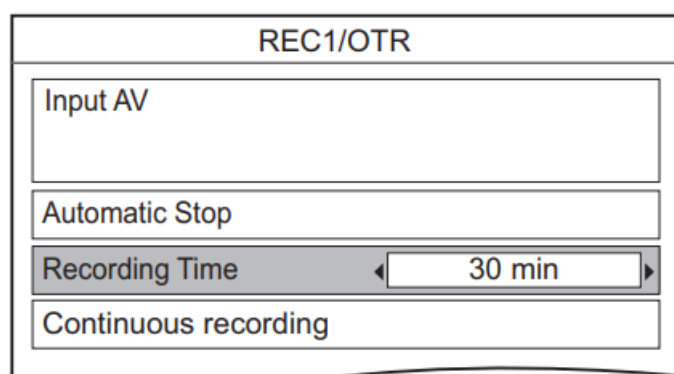 REC1/OTR
Input AV
Automatic Stop
Recording Time 30 min
Continuous recording